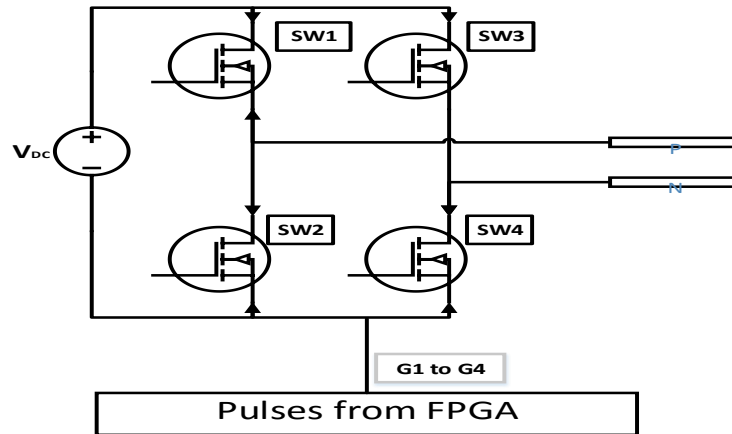 SW1
SW3
+
VDC
−
P
N
SW2
SW4
G1 to G4
Pulses from FPGA